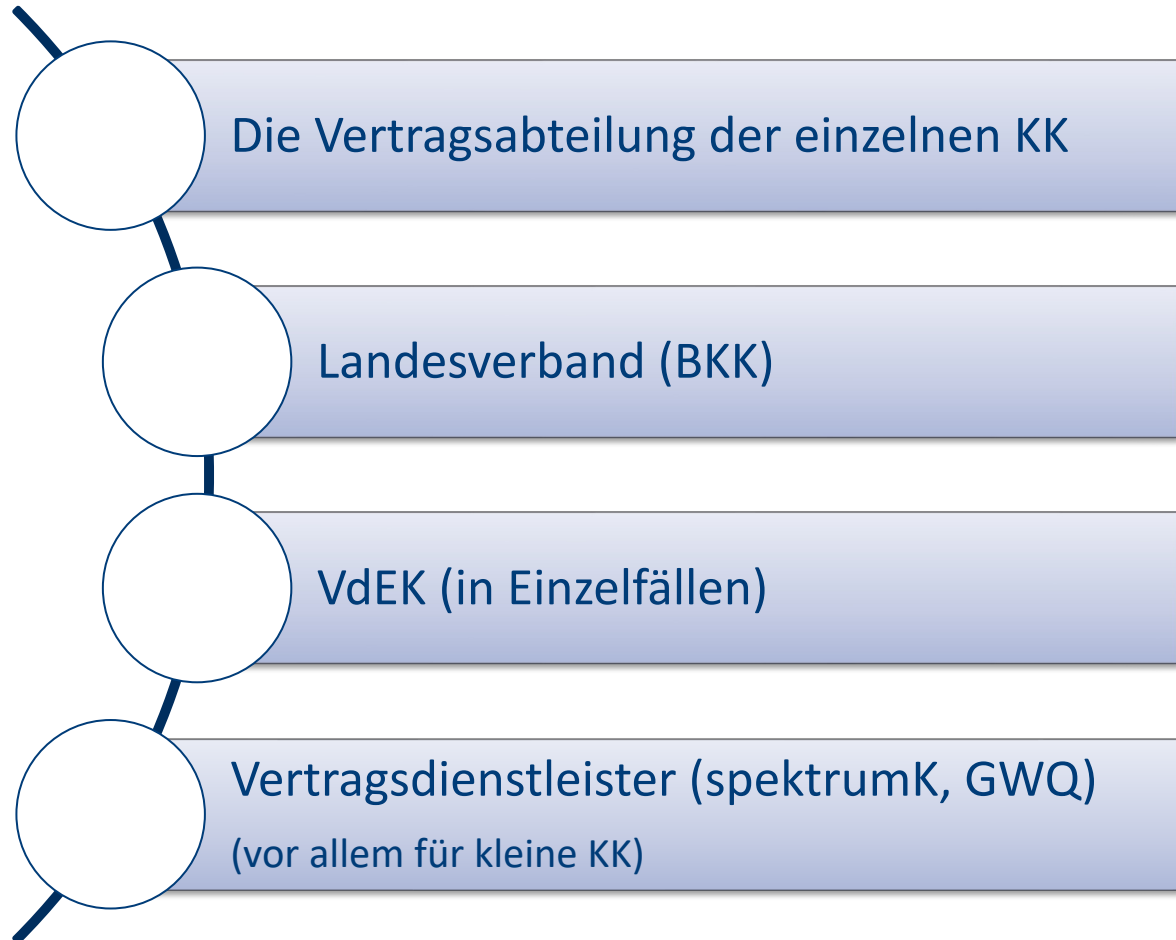 Die Vertragsabteilung der einzelnen KK
Landesverband (BKK)
VdEK (in Einzelfällen)
Vertragsdienstleister (spektrumK, GWQ)
(vor allem für kleine KK)